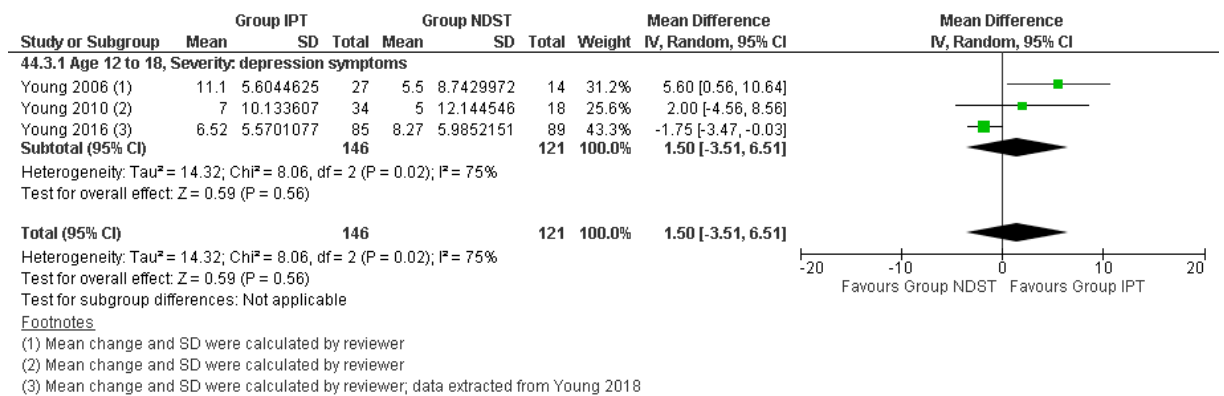 Group IPT Group NDST Mean Difference Mean Difference
Study or Subgroup Mean SD Total Mean SD Total Weight IV, Random, 95% CI IV, Random, 95% CI
44.3.1 Age 12 to 18, Severity: depression symptoms
Young 2006 (1) 11.1 5.6044625 27 5.5 8.7429972 14 31.2% 5.60 [0.56, 10.64]
Young 2010 (2) 7 10.133607 34 5 12.144546 18 25.6% 2.00 [-4.56, 8.56]
Young 2016 (3) 6.52 5.5701077 85 8.27 5.9852151 89 43.3% -1.75 [-3.47, -0.03]
Subtotal (95% CI) 146 121 100.0% 1.50 [-3.51, 6.51]
Heterogeneity: Tau² = 14.32; Chi² = 8.06, df = 2 (P = 0.02); I² = 75%
Test for overall effect: Z = 0.59 (P = 0.56)
Total (95% CI) 146 121 100.0% 1.50 [-3.51, 6.51]
Heterogeneity: Tau² = 14.32; Chi² = 8.06, df = 2 (P = 0.02); I² = 75%
Test for overall effect: Z = 0.59 (P = 0.56)
Test for subgroup differences: Not applicable
-20 -10 0 10 20
Favours Group NDST Favours Group IPT
Footnotes
(1) Mean change and SD were calculated by reviewer
(2) Mean change and SD were calculated by reviewer
(3) Mean change and SD were calculated by reviewer; data extracted from Young 2018